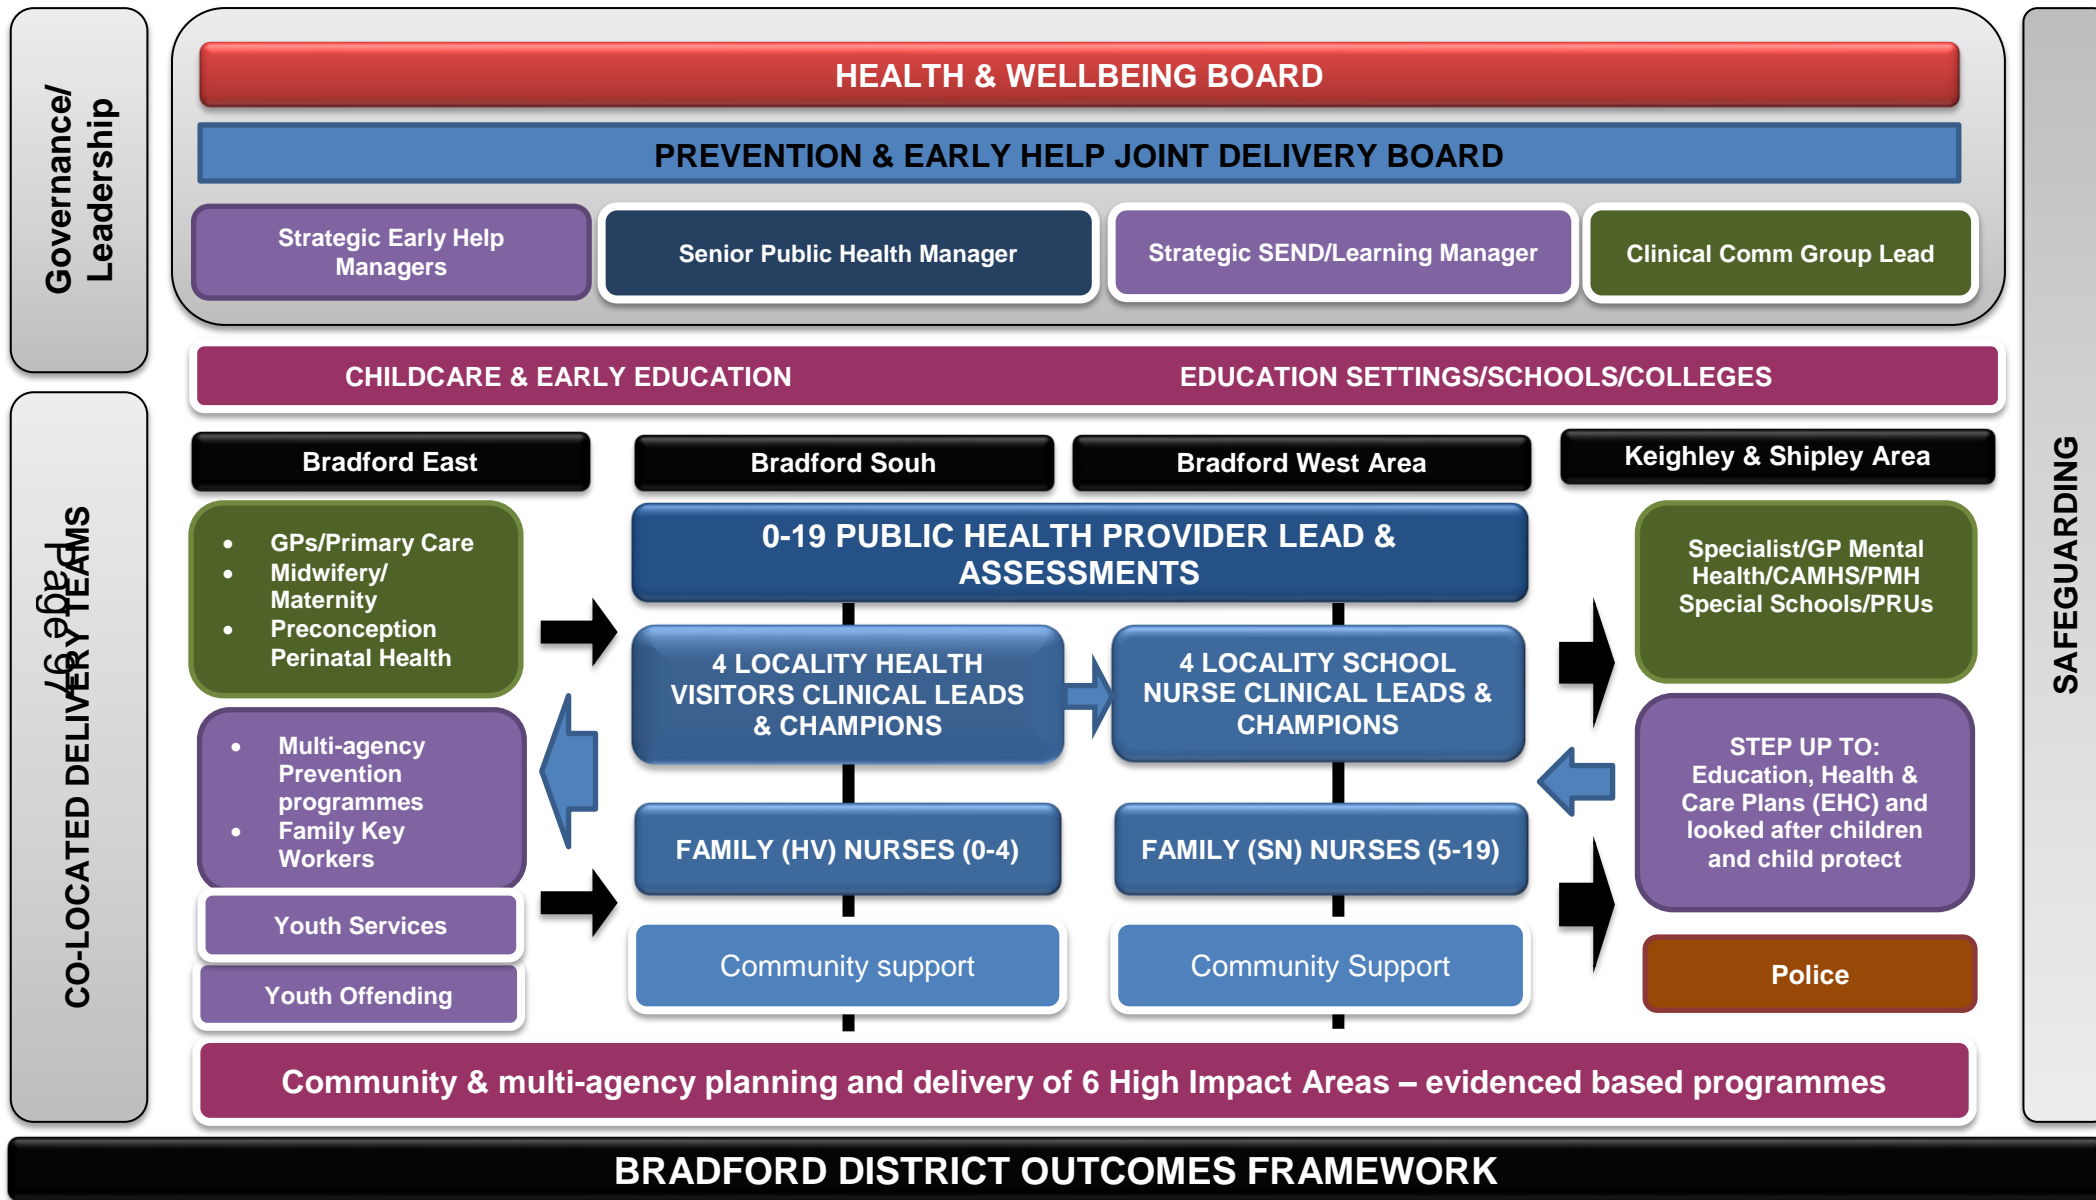 Governance/
Leadership
HEALTH & WELLBEING BOARD
PREVENTION & EARLY HELP JOINT DELIVERY BOARD
Strategic Early Help
Managers
Senior Public Health Manager
Strategic SEND/Learning Manager
Clinical Comm Group Lead
CHILDCARE & EARLY EDUCATION
EDUCATION SETTINGS/SCHOOLS/COLLEGES
CO-LOCATED DELIVERY TEAMS
Page 97
SAFEGUARDING
Bradford East
Bradford Souh
Bradford West Area
Keighley & Shipley Area
• GPs/Primary Care
• Midwifery/
Maternity
• Preconception
Perinatal Health
• Multi-agency
Prevention
programmes
• Family Key
Workers
Youth Services
Youth Offending
0-19 PUBLIC HEALTH PROVIDER LEAD &
ASSESSMENTS
4 LOCALITY HEALTH
VISITORS CLINICAL LEADS
& CHAMPIONS
4 LOCALITY SCHOOL
NURSE CLINICAL LEADS &
CHAMPIONS
FAMILY (HV) NURSES (0-4)
FAMILY (SN) NURSES (5-19)
Community support
Community Support
Specialist/GP Mental
Health/CAMHS/PMH
Special Schools/PRUs
STEP UP TO:
Education, Health &
Care Plans (EHC) and
looked after children
and child protect
Police
Community & multi-agency planning and delivery of 6 High Impact Areas – evidenced based programmes
BRADFORD DISTRICT OUTCOMES FRAMEWORK